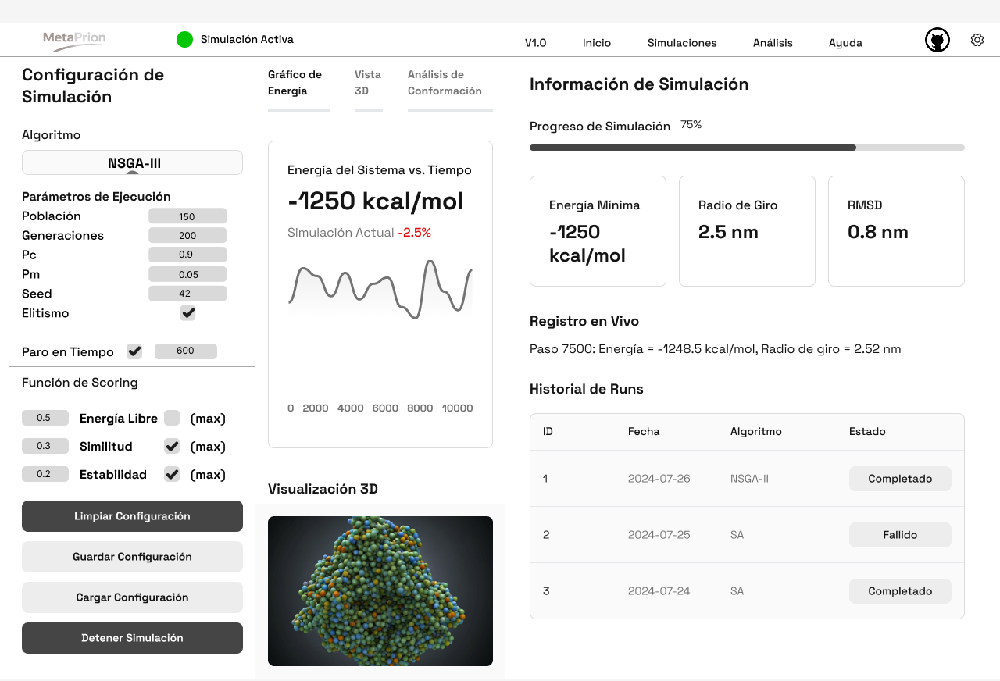 MetaPrion
Simulación Activa
V1.0
Inicio
Simulaciones
Análisis
Ayuda
Configuración de
Simulación
Algoritmo
NSGA-III
Parámetros de Ejecución
Población 150
Generaciones 200
Pc 0.9
Pm 0.05
Seed 42
Elitismo
Paro en Tiempo 600
Función de Scoring
0.5 Energía Libre (max)
0.3 Similitud (max)
0.2 Estabilidad (max)
Limpiar Configuración
Guardar Configuración
Cargar Configuración
Detener Simulación
Gráfico de
Energía
Vista
3D
Análisis de
Conformación
Energía del Sistema vs. Tiempo
-1250 kcal/mol
Simulación Actual -2.5%
0 2000 4000 6000 8000 10000
Visualización 3D
Información de Simulación
Progreso de Simulación 75%
Energía Mínima
-1250
kcal/mol
Radio de Giro
2.5 nm
RMSD
0.8 nm
Registro en Vivo
Paso 7500: Energía = -1248.5 kcal/mol, Radio de giro = 2.52 nm
Historial de Runs
ID Fecha Algoritmo Estado
1 2024-07-26 NSGA-II Completado
2 2024-07-25 SA Fallido
3 2024-07-24 SA Completado